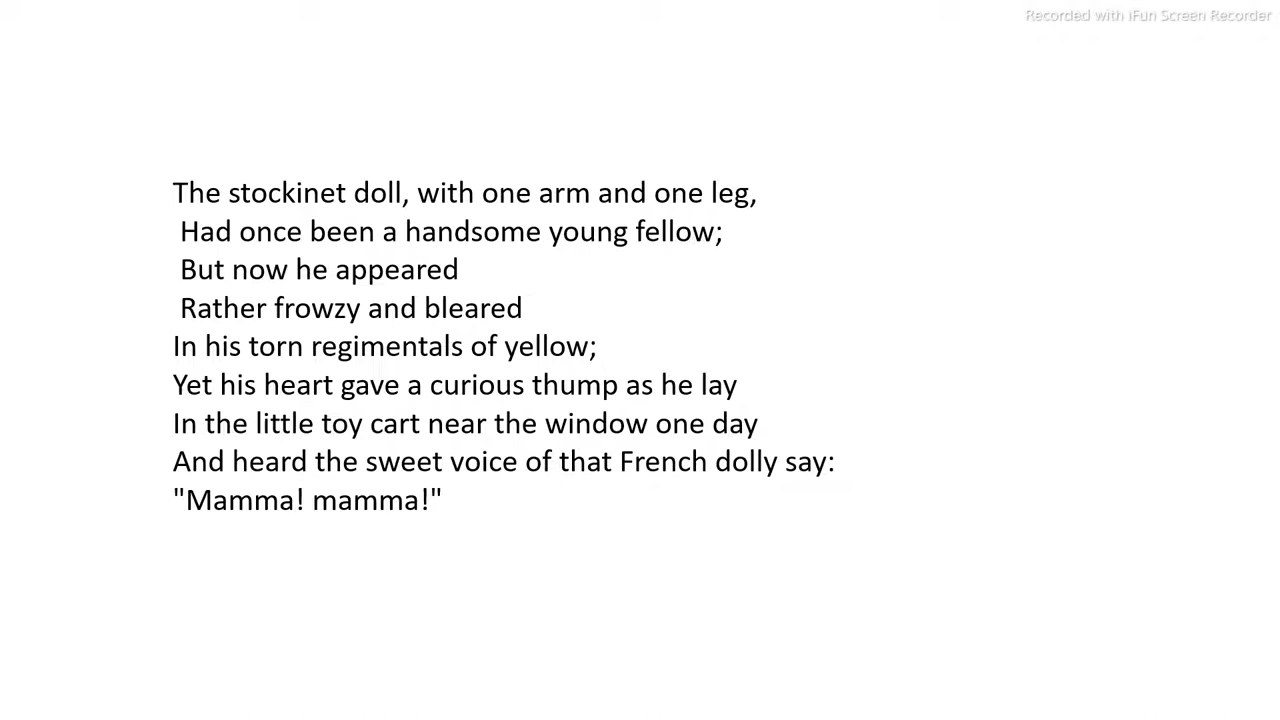 Recorded with iFun Screen Recorder
The stockinet doll, with one arm and one leg,
Had once been a handsome young fellow;
But now he appeared
Rather frowzy and bleared
In his torn regimentals of yellow;
Yet his heart gave a curious thump as he lay
In the little toy cart near the window one day
And heard the sweet voice of that French dolly say:
"Mamma! mamma!"